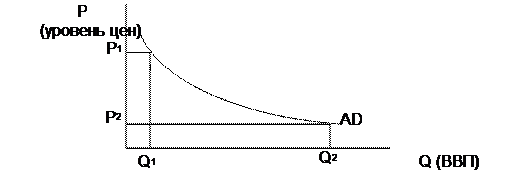 P
(уровень цен)
P1
P2
AD
Q1
Q2
Q (ВВП)